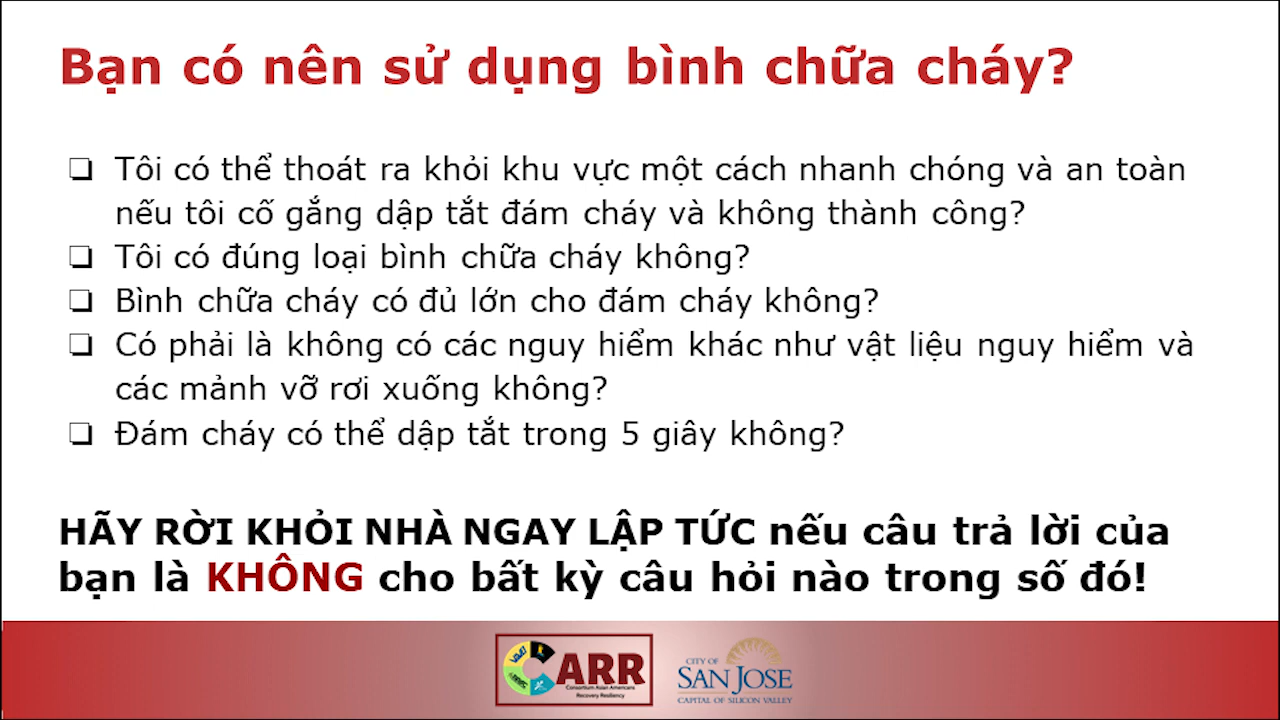 Bạn có nên sử dụng bình chữa cháy?
Tôi có thể thoát ra khỏi khu vực một cách nhanh chóng và an toàn
nếu tôi cố gắng dập tắt đám cháy và không thành công?
Tôi có đúng loại bình chữa cháy không?
Bình chữa cháy có đủ lớn cho đám cháy không?
Có phải là không có các nguy hiểm khác như vật liệu nguy hiểm và
các mảnh vỡ rơi xuống không?
Đám cháy có thể dập tắt trong 5 giây không?
HÃY RỜI KHỎI NHÀ NGAY LẬP TỨC nếu câu trả lời của
bạn là KHÔNG cho bất kỳ câu hỏi nào trong số đó!
CARR
Consortium Asian Americans
Recovery Resiliency
CITY OF
SAN JOSE
CAPITAL OF SILICON VALLEY